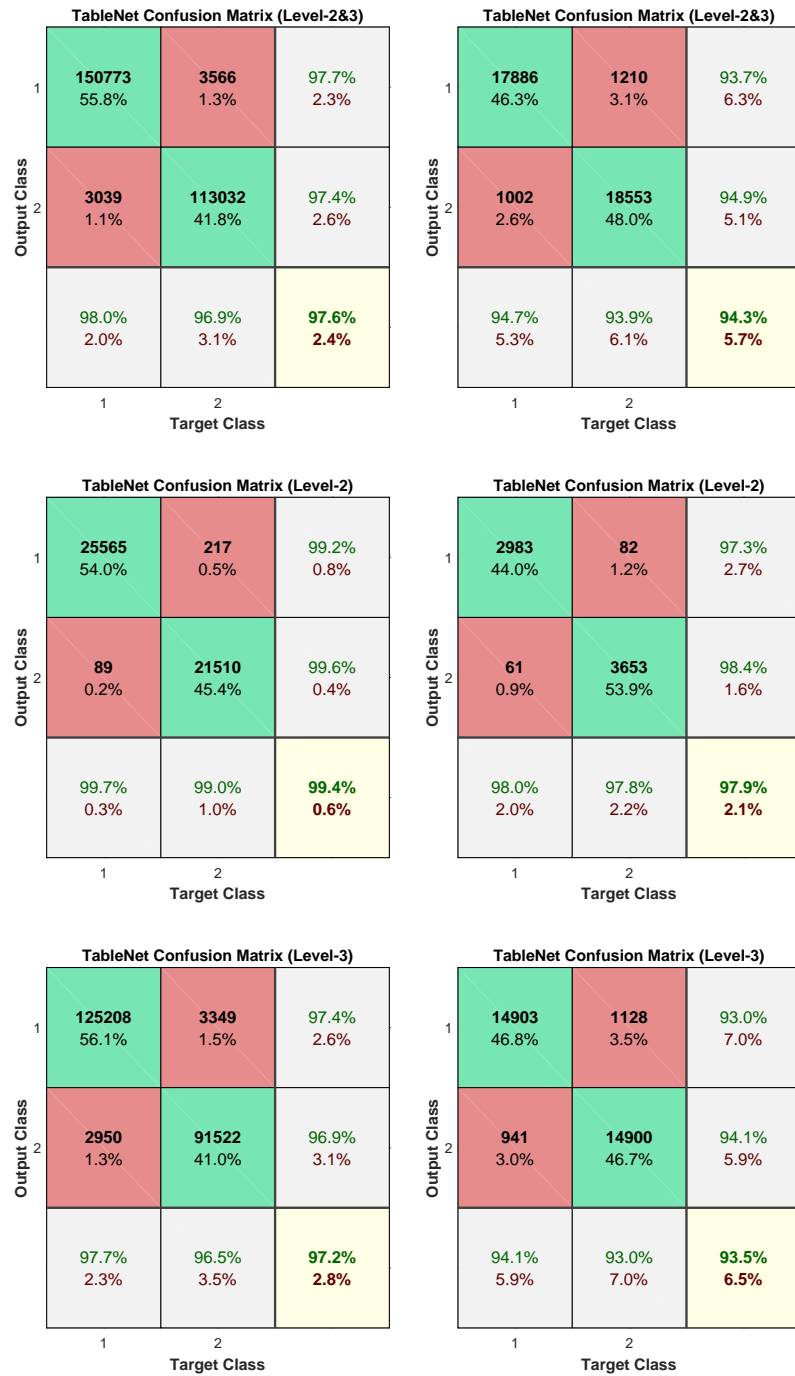 TableNet Confusion Matrix (Level-2&3)
150773 3566 97.7%
55.8% 1.3% 2.3%
1
3039 113032 97.4%
1.1% 41.8% 2.6%
2
98.0% 96.9% 97.6%
2.0% 3.1% 2.4%
1 2
Target Class
Output Class
TableNet Confusion Matrix (Level-2&3)
17886 1210 93.7%
46.3% 3.1% 6.3%
1
1002 18553 94.9%
2.6% 48.0% 5.1%
2
94.7% 93.9% 94.3%
5.3% 6.1% 5.7%
1 2
Target Class
Output Class
TableNet Confusion Matrix (Level-2)
25565 217 99.2%
54.0% 0.5% 0.8%
1
89 21510 99.6%
0.2% 45.4% 0.4%
2
99.7% 99.0% 99.4%
0.3% 1.0% 0.6%
1 2
Target Class
Output Class
TableNet Confusion Matrix (Level-2)
2983 82 97.3%
44.0% 1.2% 2.7%
1
61 3653 98.4%
0.9% 53.9% 1.6%
2
98.0% 97.8% 97.9%
2.0% 2.2% 2.1%
1 2
Target Class
Output Class
TableNet Confusion Matrix (Level-3)
125208 3349 97.4%
56.1% 1.5% 2.6%
1
2950 91522 96.9%
1.3% 41.0% 3.1%
2
97.7% 96.5% 97.2%
2.3% 3.5% 2.8%
1 2
Target Class
Output Class
TableNet Confusion Matrix (Level-3)
14903 1128 93.0%
46.8% 3.5% 7.0%
1
941 14900 94.1%
3.0% 46.7% 5.9%
2
94.1% 93.0% 93.5%
5.9% 7.0% 6.5%
1 2
Target Class
Output Class